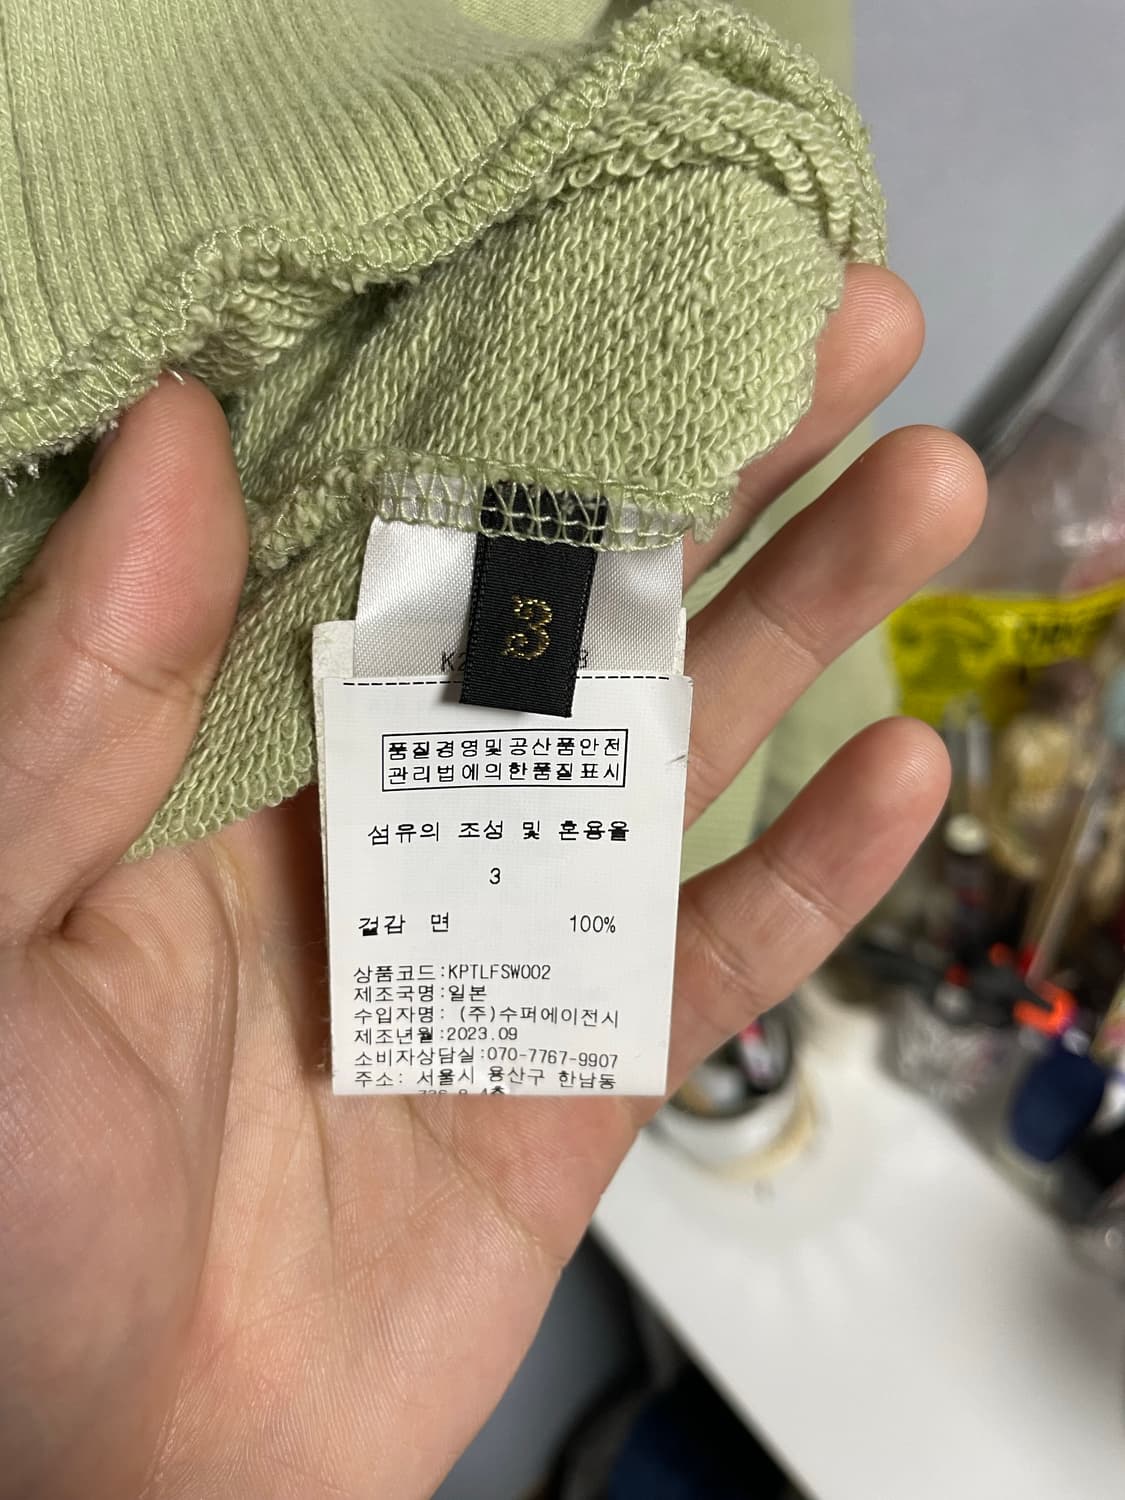 3
품질경영및공산품안전
관리법에의한품질표시
섬유의 조성 및 혼용율
3
겉감 면 100%
상품코드:KPTLFSW002
제조국명:일본
수입자명: (주)수퍼에이전시
제조년월:2023.09
소비자상담실:070-7767-9907
주소: 서울시 용산구 한남동